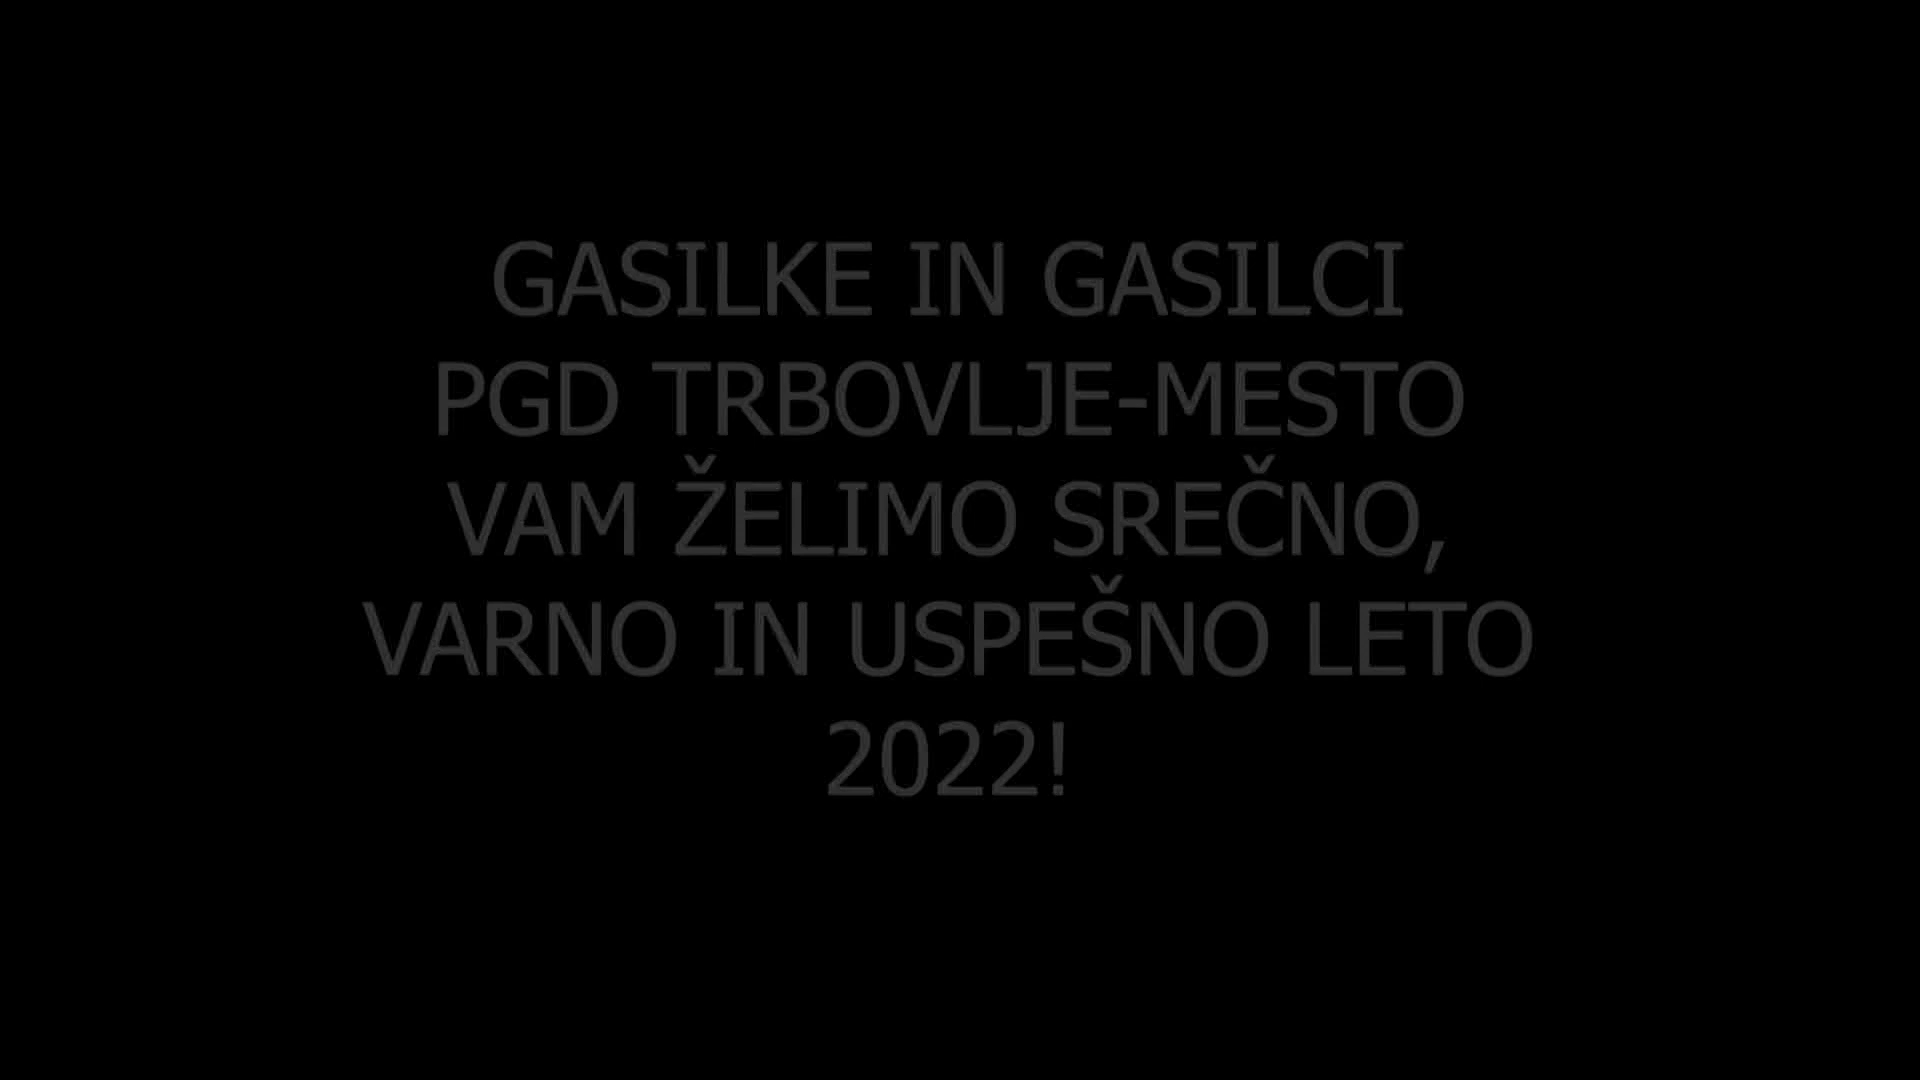 GASILKE IN GASILCI
PGD TRBOVLJE-MESTO
VAM ŽELIMO SREČNO,
VARNO IN USPEŠNO LETO
2022!